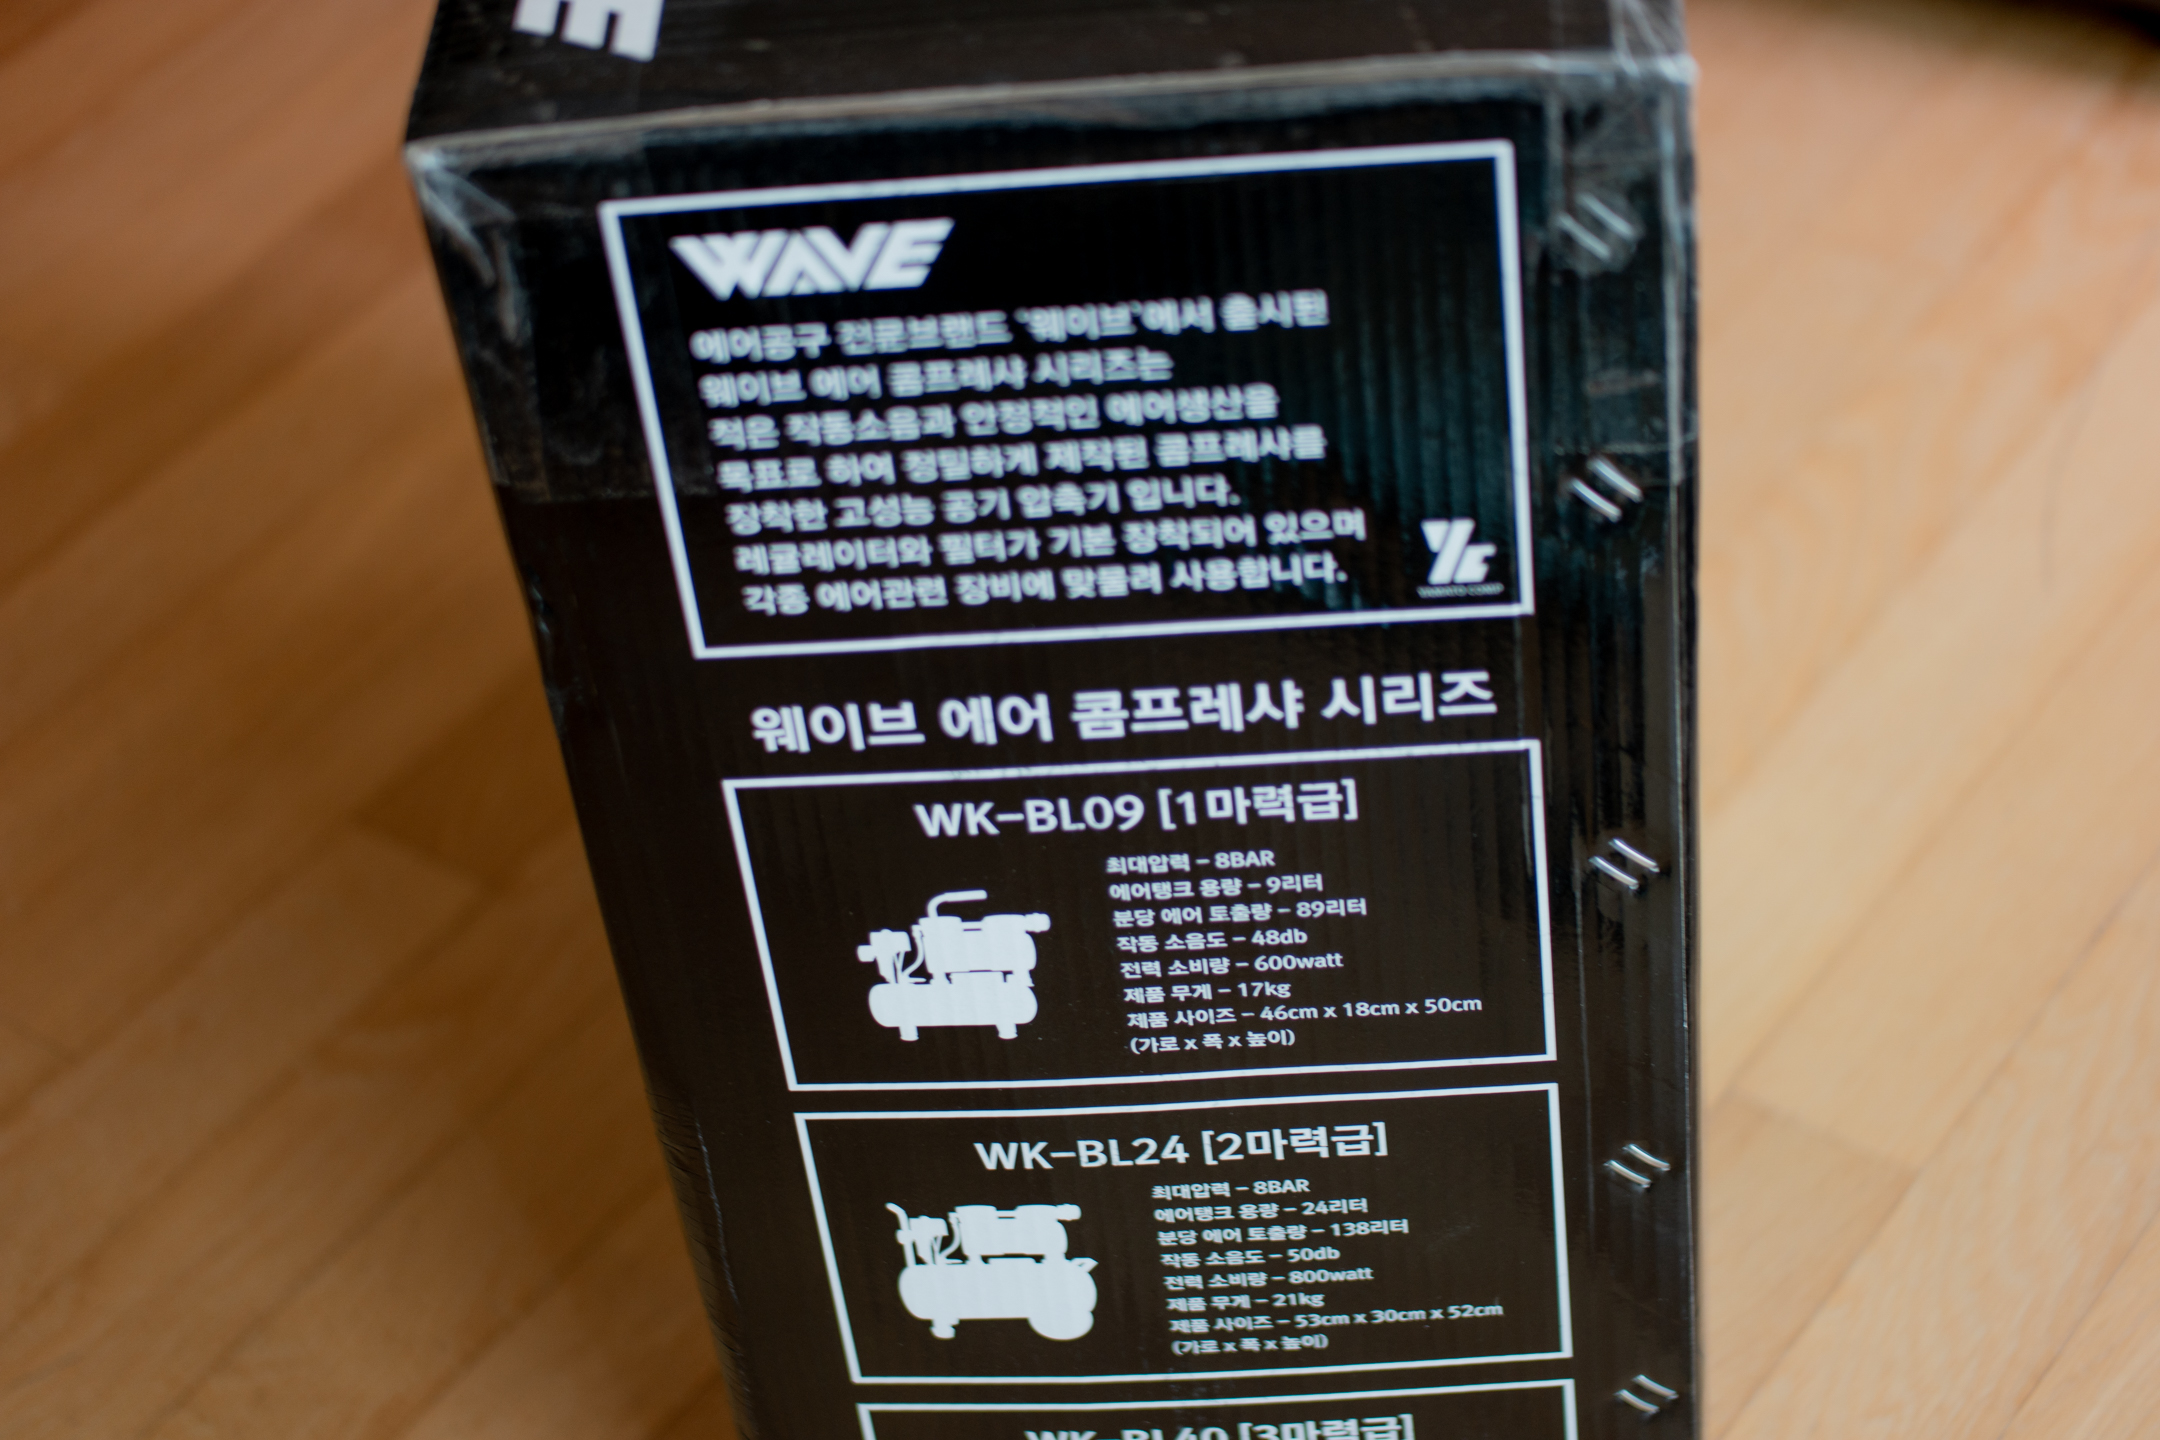 WAVE
에어공구 전문브랜드 '웨이브'에서 출시된
웨이브 에어 콤프레샤 시리즈는
적은 작동소음과 안정적인 에어생산을
목표로 하여 정밀하게 제작된 콤프레샤를
장착한 고성능 공기 압축기 입니다.
레귤레이터와 필터가 기본 장착되어 있으며
각종 에어관련 장비에 맞물려 사용합니다.
웨이브 에어 콤프레샤 시리즈
WK-BL09 [1마력급]
최대압력 - 8BAR
에어탱크 용량 - 9리터
분당 에어 토출량 - 89리터
작동 소음도 - 48db
전력 소비량 - 600watt
제품 무게 - 17kg
제품 사이즈 - 46cm x 18cm x 50cm
(가로 x 폭 x 높이)
WK-BL24 [2마력급]
최대압력 - 8BAR
에어탱크 용량 - 24리터
분당 에어 토출량 - 138리터
작동 소음도 - 50db
전력 소비량 - 800watt
제품 무게 - 21kg
제품 사이즈 - 53cm x 30cm x 52cm
(가로 x 폭 x 높이)
WK-BL40 [3마력급]